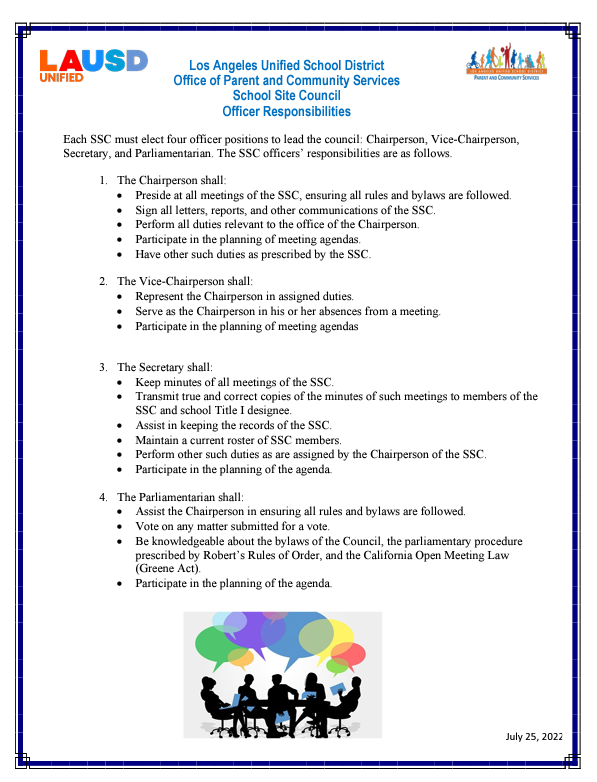 LAUSD
UNIFIED
Los Angeles Unified School District
Office of Parent and Community Services
School Site Council
Officer Responsibilities
LOS ANGELES UNIFIED SCHOOL DISTRICT
PARENT AND COMMUNITY SERVICES
Each SSC must elect four officer positions to lead the council: Chairperson, Vice-Chairperson,
Secretary, and Parliamentarian. The SSC officers’ responsibilities are as follows.
1. The Chairperson shall:
• Preside at all meetings of the SSC, ensuring all rules and bylaws are followed.
• Sign all letters, reports, and other communications of the SSC.
• Perform all duties relevant to the office of the Chairperson.
• Participate in the planning of meeting agendas.
• Have other such duties as prescribed by the SSC.
2. The Vice-Chairperson shall:
• Represent the Chairperson in assigned duties.
• Serve as the Chairperson in his or her absences from a meeting.
• Participate in the planning of meeting agendas
3. The Secretary shall:
• Keep minutes of all meetings of the SSC.
• Transmit true and correct copies of the minutes of such meetings to members of the
SSC and school Title I designee.
• Assist in keeping the records of the SSC.
• Maintain a current roster of SSC members.
• Perform other such duties as are assigned by the Chairperson of the SSC.
• Participate in the planning of the agenda.
4. The Parliamentarian shall:
• Assist the Chairperson in ensuring all rules and bylaws are followed.
• Vote on any matter submitted for a vote.
• Be knowledgeable about the bylaws of the Council, the parliamentary procedure
prescribed by Robert’s Rules of Order, and the California Open Meeting Law
(Greene Act).
• Participate in the planning of the agenda.
July 25, 2022